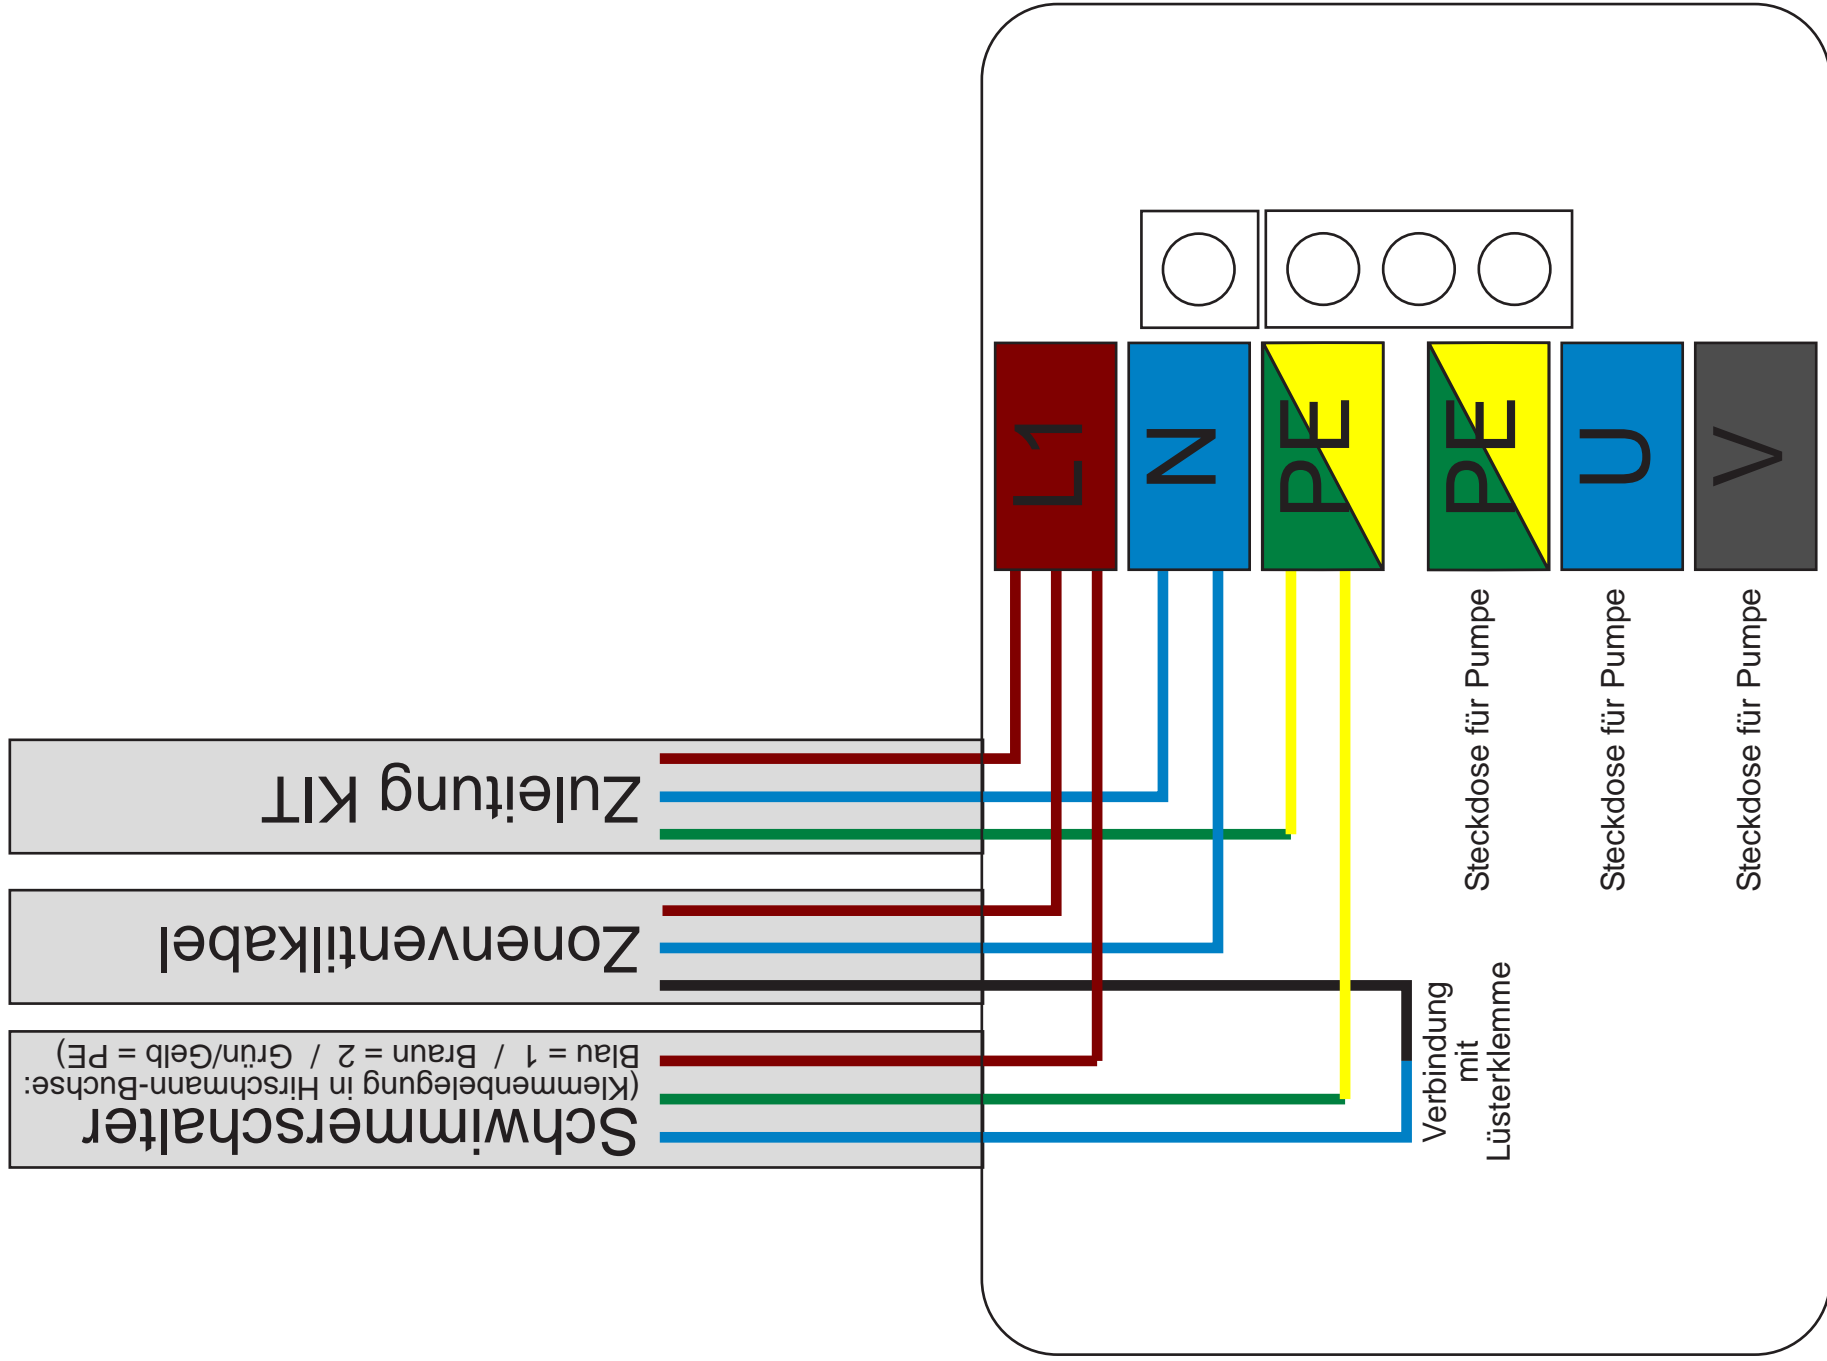 L1
N
PE
PE
U
V
Steckdose für Pumpe
Steckdose für Pumpe
Steckdose für Pumpe
Zuleitung KIT
Zonenventilkabel
Schwimmerschalter
(Klemmenbelegung in Hirschmann-Buchse:
Blau = 1 / Braun = 2 / Grün/Gelb = PE)
Verbindung
mit
Lüsterklemme